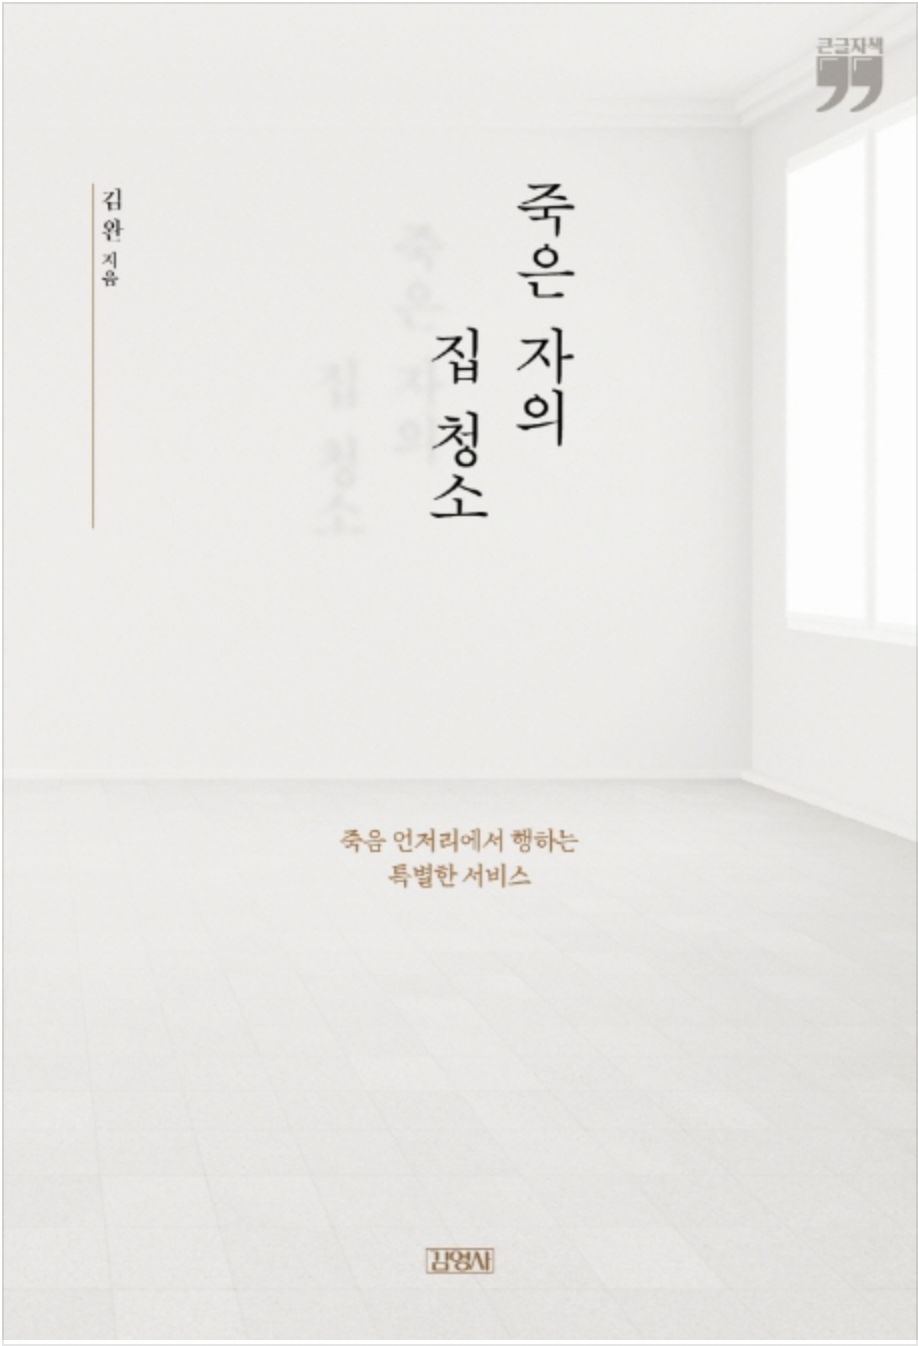 큰글자책
죽은 자의
집 청소
김완 지음
죽음 언저리에서 행하는
특별한 서비스
김영사